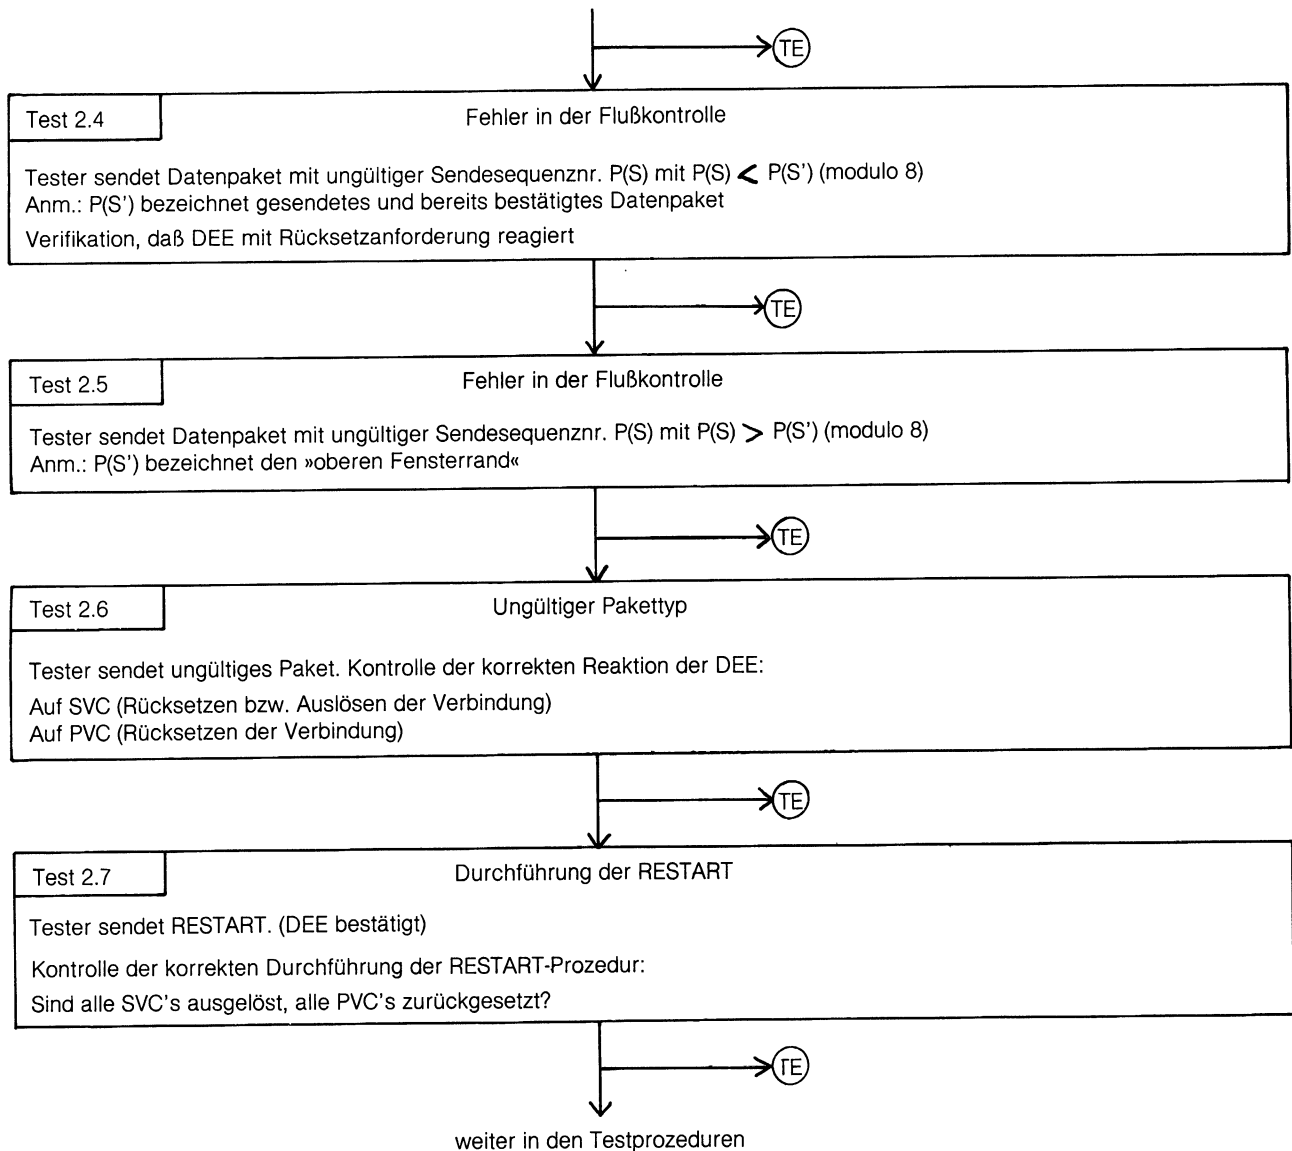 TE
Test 2.4
Fehler in der Flußkontrolle
Tester sendet Datenpaket mit ungültiger Sendesequenznr. P(S) mit P(S) < P(S') (modulo 8)
Anm.: P(S') bezeichnet gesendetes und bereits bestätigtes Datenpaket
Verifikation, daß DEE mit Rücksetzanforderung reagiert
TE
Test 2.5
Fehler in der Flußkontrolle
Tester sendet Datenpaket mit ungültiger Sendesequenznr. P(S) mit P(S) > P(S') (modulo 8)
Anm.: P(S') bezeichnet den »oberen Fensterrand«
TE
Test 2.6
Ungültiger Pakettyp
Tester sendet ungültiges Paket. Kontrolle der korrekten Reaktion der DEE:
Auf SVC (Rücksetzen bzw. Auslösen der Verbindung)
Auf PVC (Rücksetzen der Verbindung)
TE
Test 2.7
Durchführung der RESTART
Tester sendet RESTART. (DEE bestätigt)
Kontrolle der korrekten Durchführung der RESTART-Prozedur:
Sind alle SVC's ausgelöst, alle PVC's zurückgesetzt?
TE
weiter in den Testprozeduren